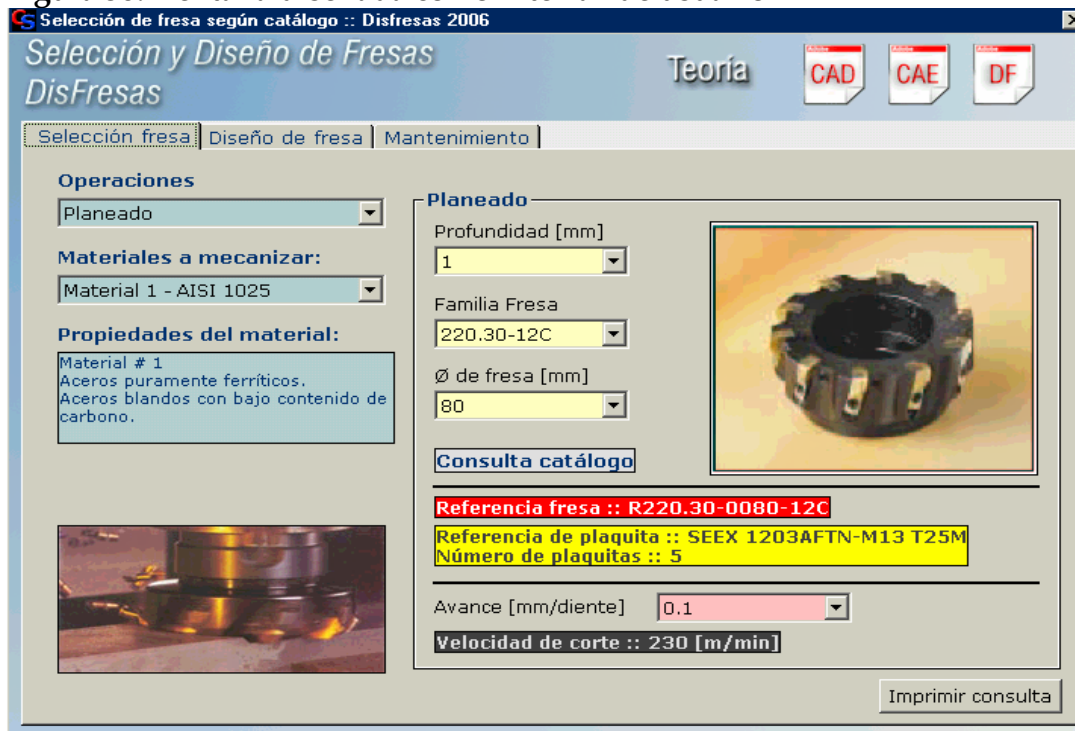 Selección de fresa según catálogo :: Disfresas 2006
Selección y Diseño de Fresas
DisFresas
Teoría
Adobe
CAD
Adobe
CAE
Adobe
DF
Selección fresa
Diseño de fresa
Mantenimiento
Operaciones
Planeado
Materiales a mecanizar:
Material 1 - AISI 1025
Propiedades del material:
Material # 1
Aceros puramente ferríticos.
Aceros blandos con bajo contenido de
carbono.
Planeado
Profundidad [mm]
1
Familia Fresa
220.30-12C
Ø de fresa [mm]
80
Consulta catálogo
Referencia fresa :: R220.30-0080-12C
Referencia de plaquita :: SEEX 1203AFTN-M13 T25M
Número de plaquitas :: 5
Avance [mm/diente]
0.1
Velocidad de corte :: 230 [m/min]
Imprimir consulta